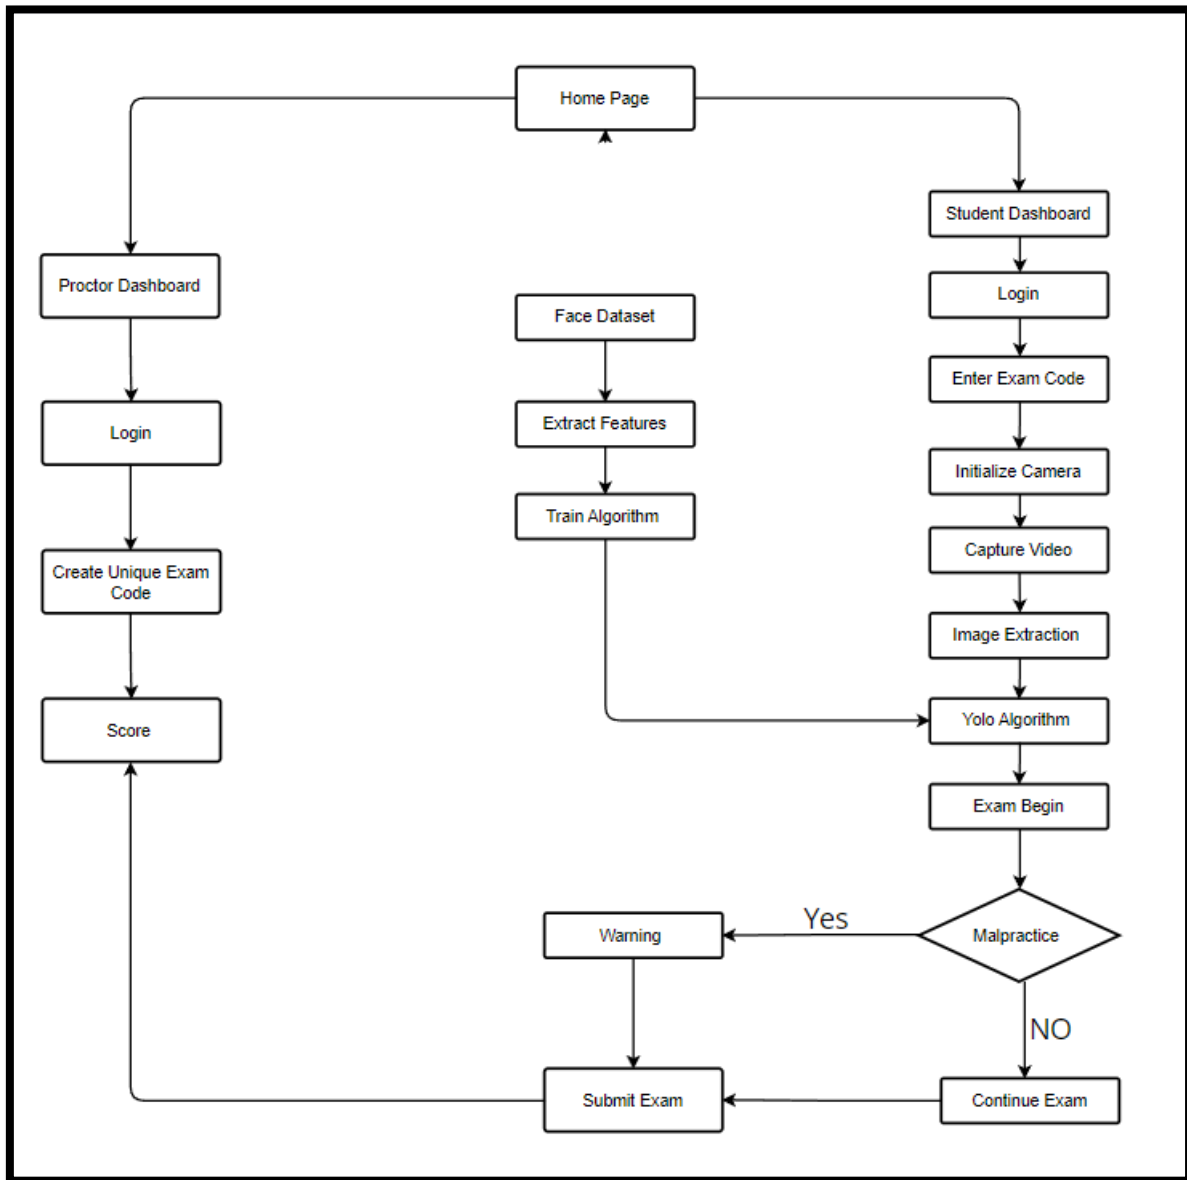 Home Page
Student Dashboard
Proctor Dashboard
Login
Face Dataset
Enter Exam Code
Extract Features
Login
Initialize Camera
Train Algorithm
Capture Video
Create Unique Exam
Code
Image Extraction
Yolo Algorithm
Score
Exam Begin
Yes
Warning
Malpractice
NO
Submit Exam
Continue Exam